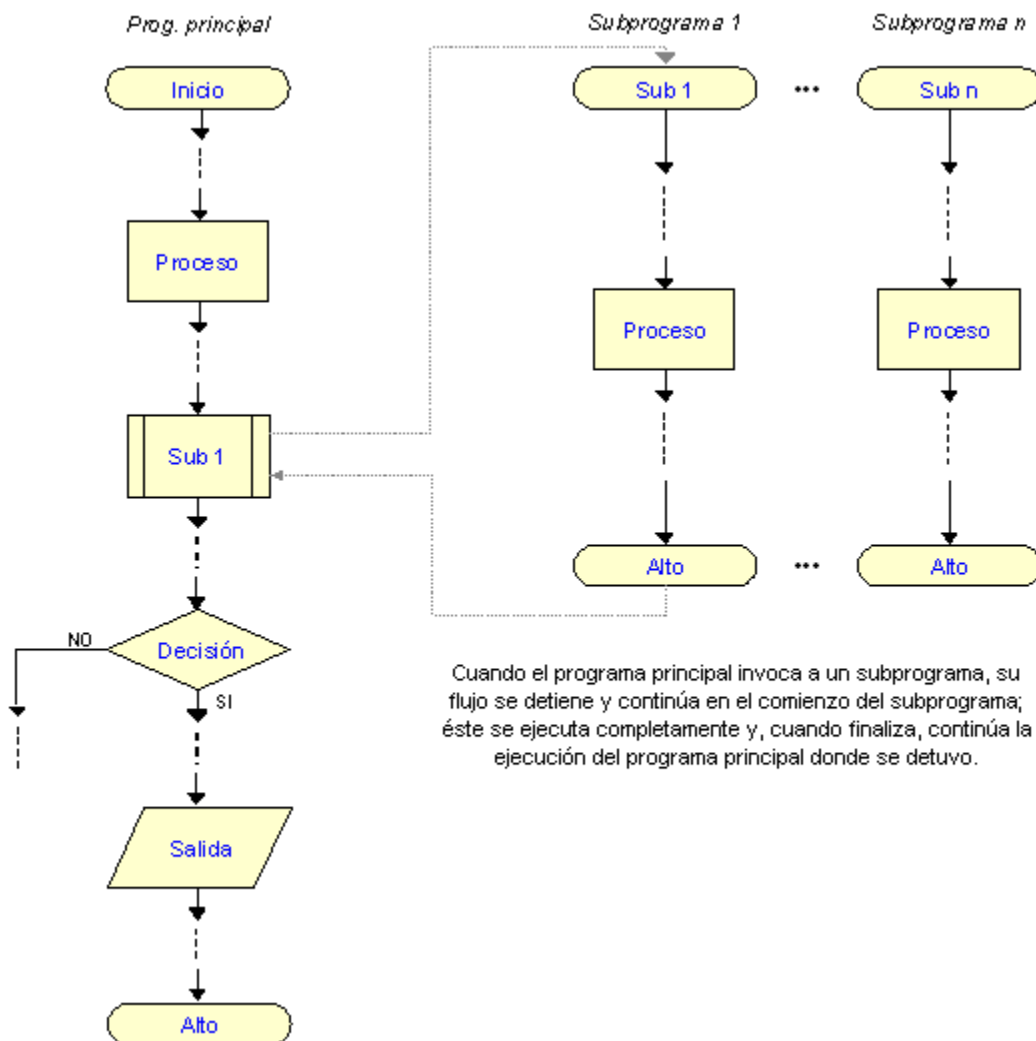 Prog. principal
Subprograma 1
Subprograma n
Inicio
Sub 1
...
Sub n
Proceso
Proceso
Proceso
Sub 1
Alto
...
Alto
NO
Decisión
SI
Cuando el programa principal invoca a un subprograma, su
flujo se detiene y continúa en el comienzo del subprograma;
éste se ejecuta completamente y, cuando finaliza, continúa la
ejecución del programa principal donde se detuvo.
Salida
Alto